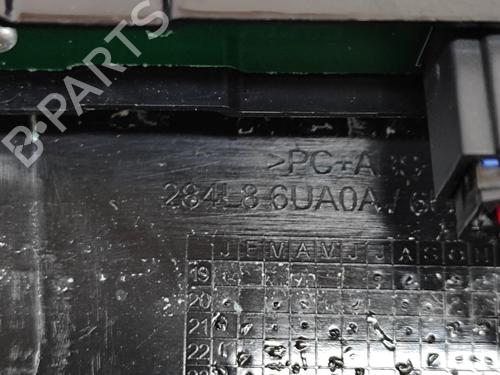 B-PARTS
>PC+A
284L8 6UA0A /
J F M A M J J A S O N
19
20
21
22